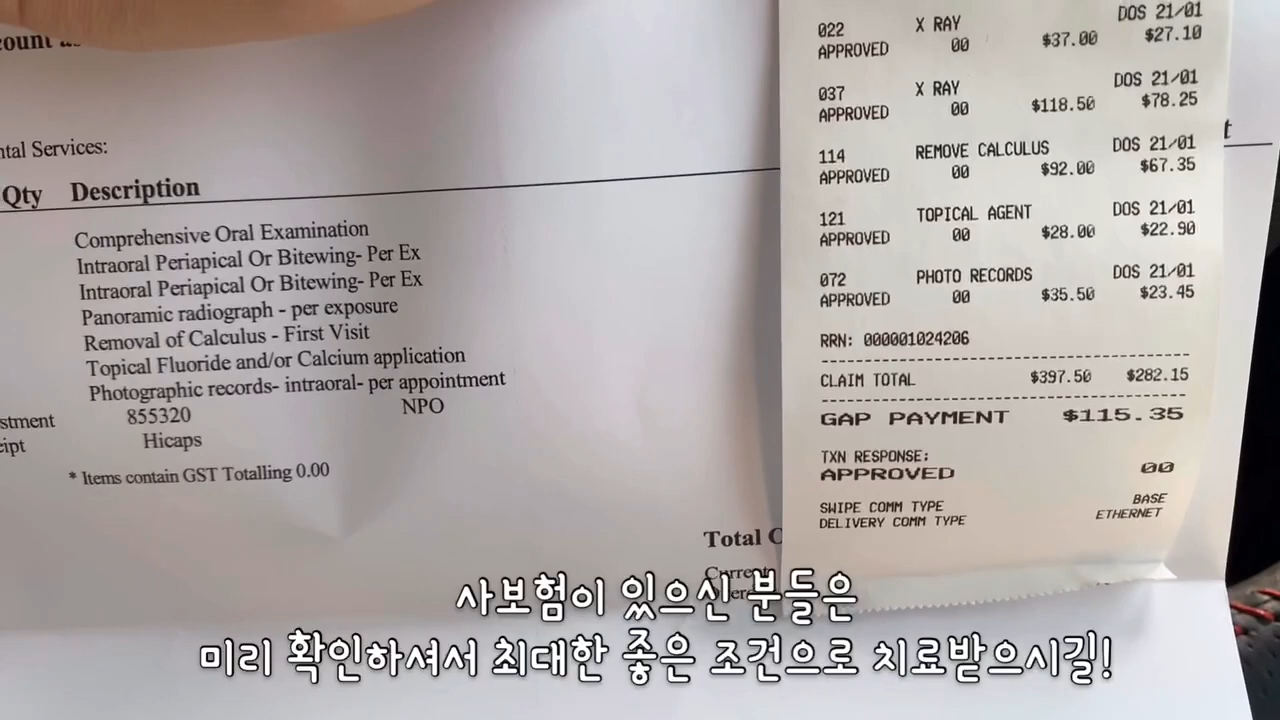 ntal Services:
Qty Description
Comprehensive Oral Examination
Intraoral Periapical Or Bitewing- Per Ex
Intraoral Periapical Or Bitewing- Per Ex
Panoramic radiograph - per exposure
Removal of Calculus - First Visit
Topical Fluoride and/or Calcium application
Photographic records- intraoral- per appointment
stment 855320 NPO
eipt Hicaps
* Items contain GST Totalling 0.00
Total C
DOS 21/01
022 X RAY
APPROVED 00 $37.00 $27.10
DOS 21/01
037 X RAY
APPROVED 00 $118.50 $78.25
DOS 21/01
114 REMOVE CALCULUS
APPROVED 00 $92.00 $67.35
DOS 21/01
121 TOPICAL AGENT
APPROVED 00 $28.00 $22.90
072 PHOTO RECORDS DOS 21/01
APPROVED 00 $35.50 $23.45
RRN: 000001024206
CLAIM TOTAL $397.50 $282.15
GAP PAYMENT $115.35
TXN RESPONSE:
APPROVED 00
SWIPE COMM TYPE BASE
DELIVERY COMM TYPE ETHERNET
사보험이 있으신 분들은
미리 확인하셔서 최대한 좋은 조건으로 치료받으시길!